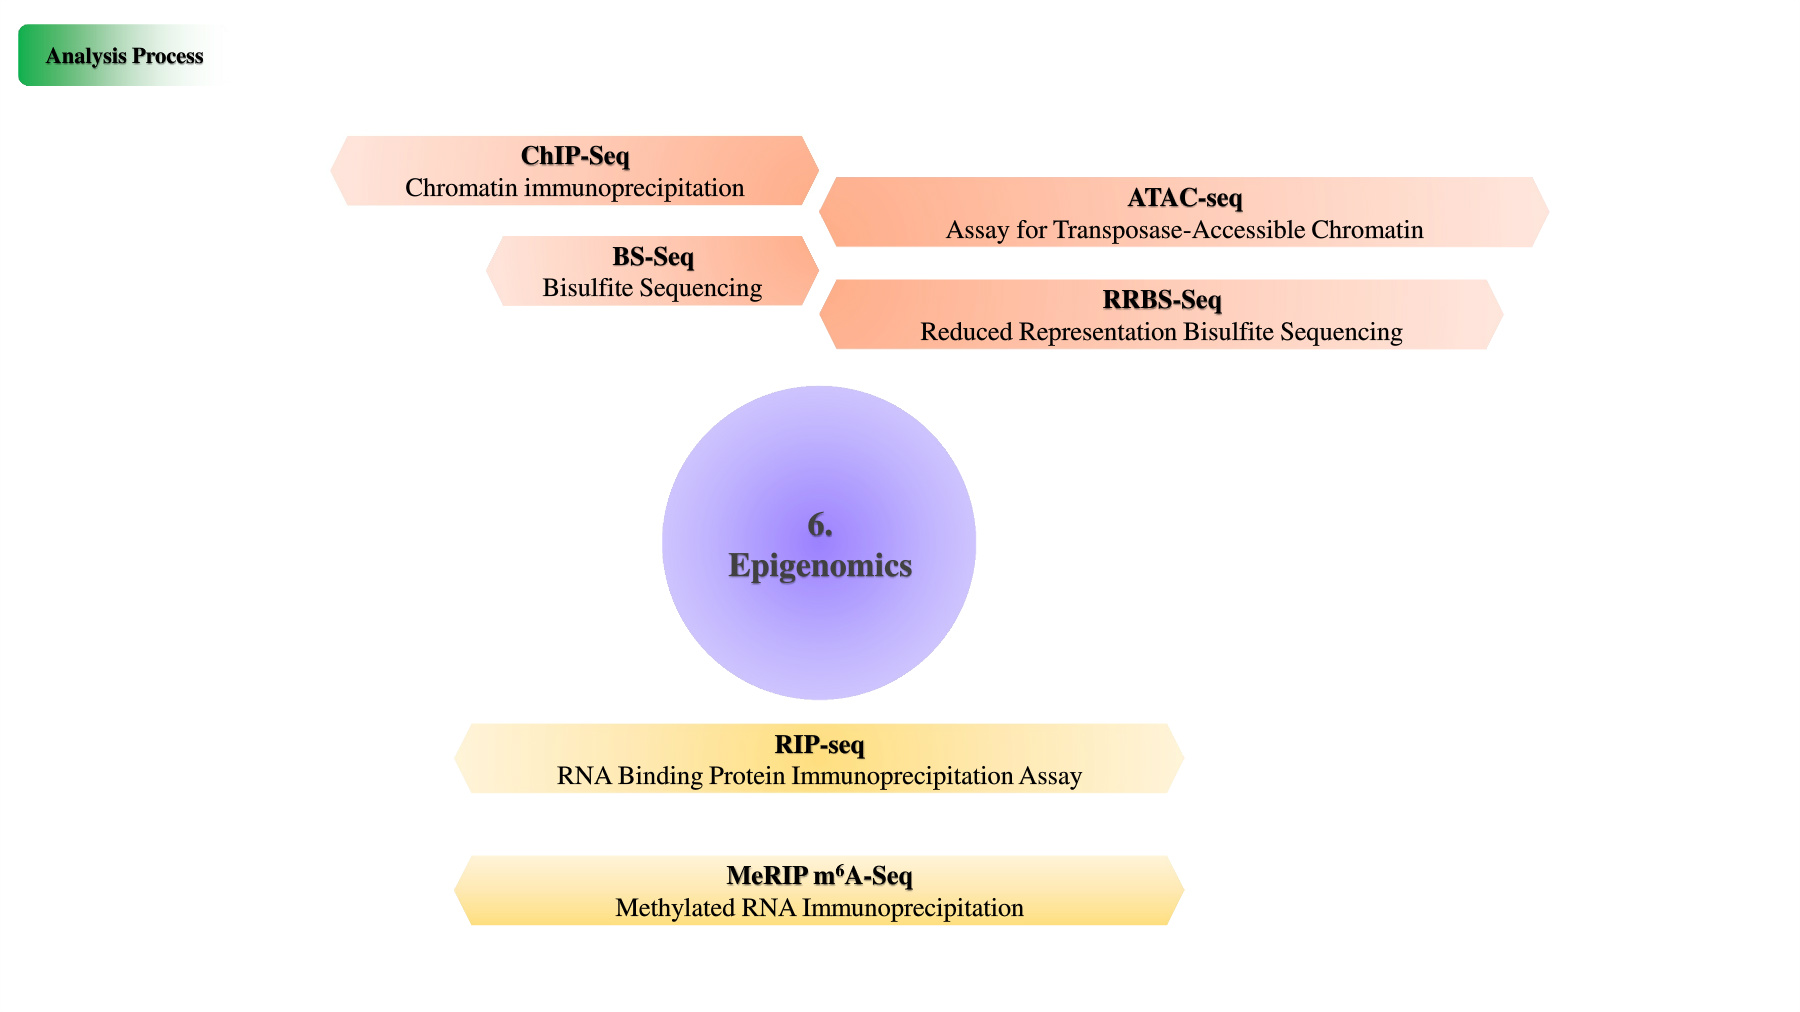 Analysis Process
ChIP-Seq
Chromatin immunoprecipitation
ATAC-seq
Assay for Transposase-Accessible Chromatin
BS-Seq
Bisulfite Sequencing
RRBS-Seq
Reduced Representation Bisulfite Sequencing
6.
Epigenomics
RIP-seq
RNA Binding Protein Immunoprecipitation Assay
MeRIP m⁶A-Seq
Methylated RNA Immunoprecipitation